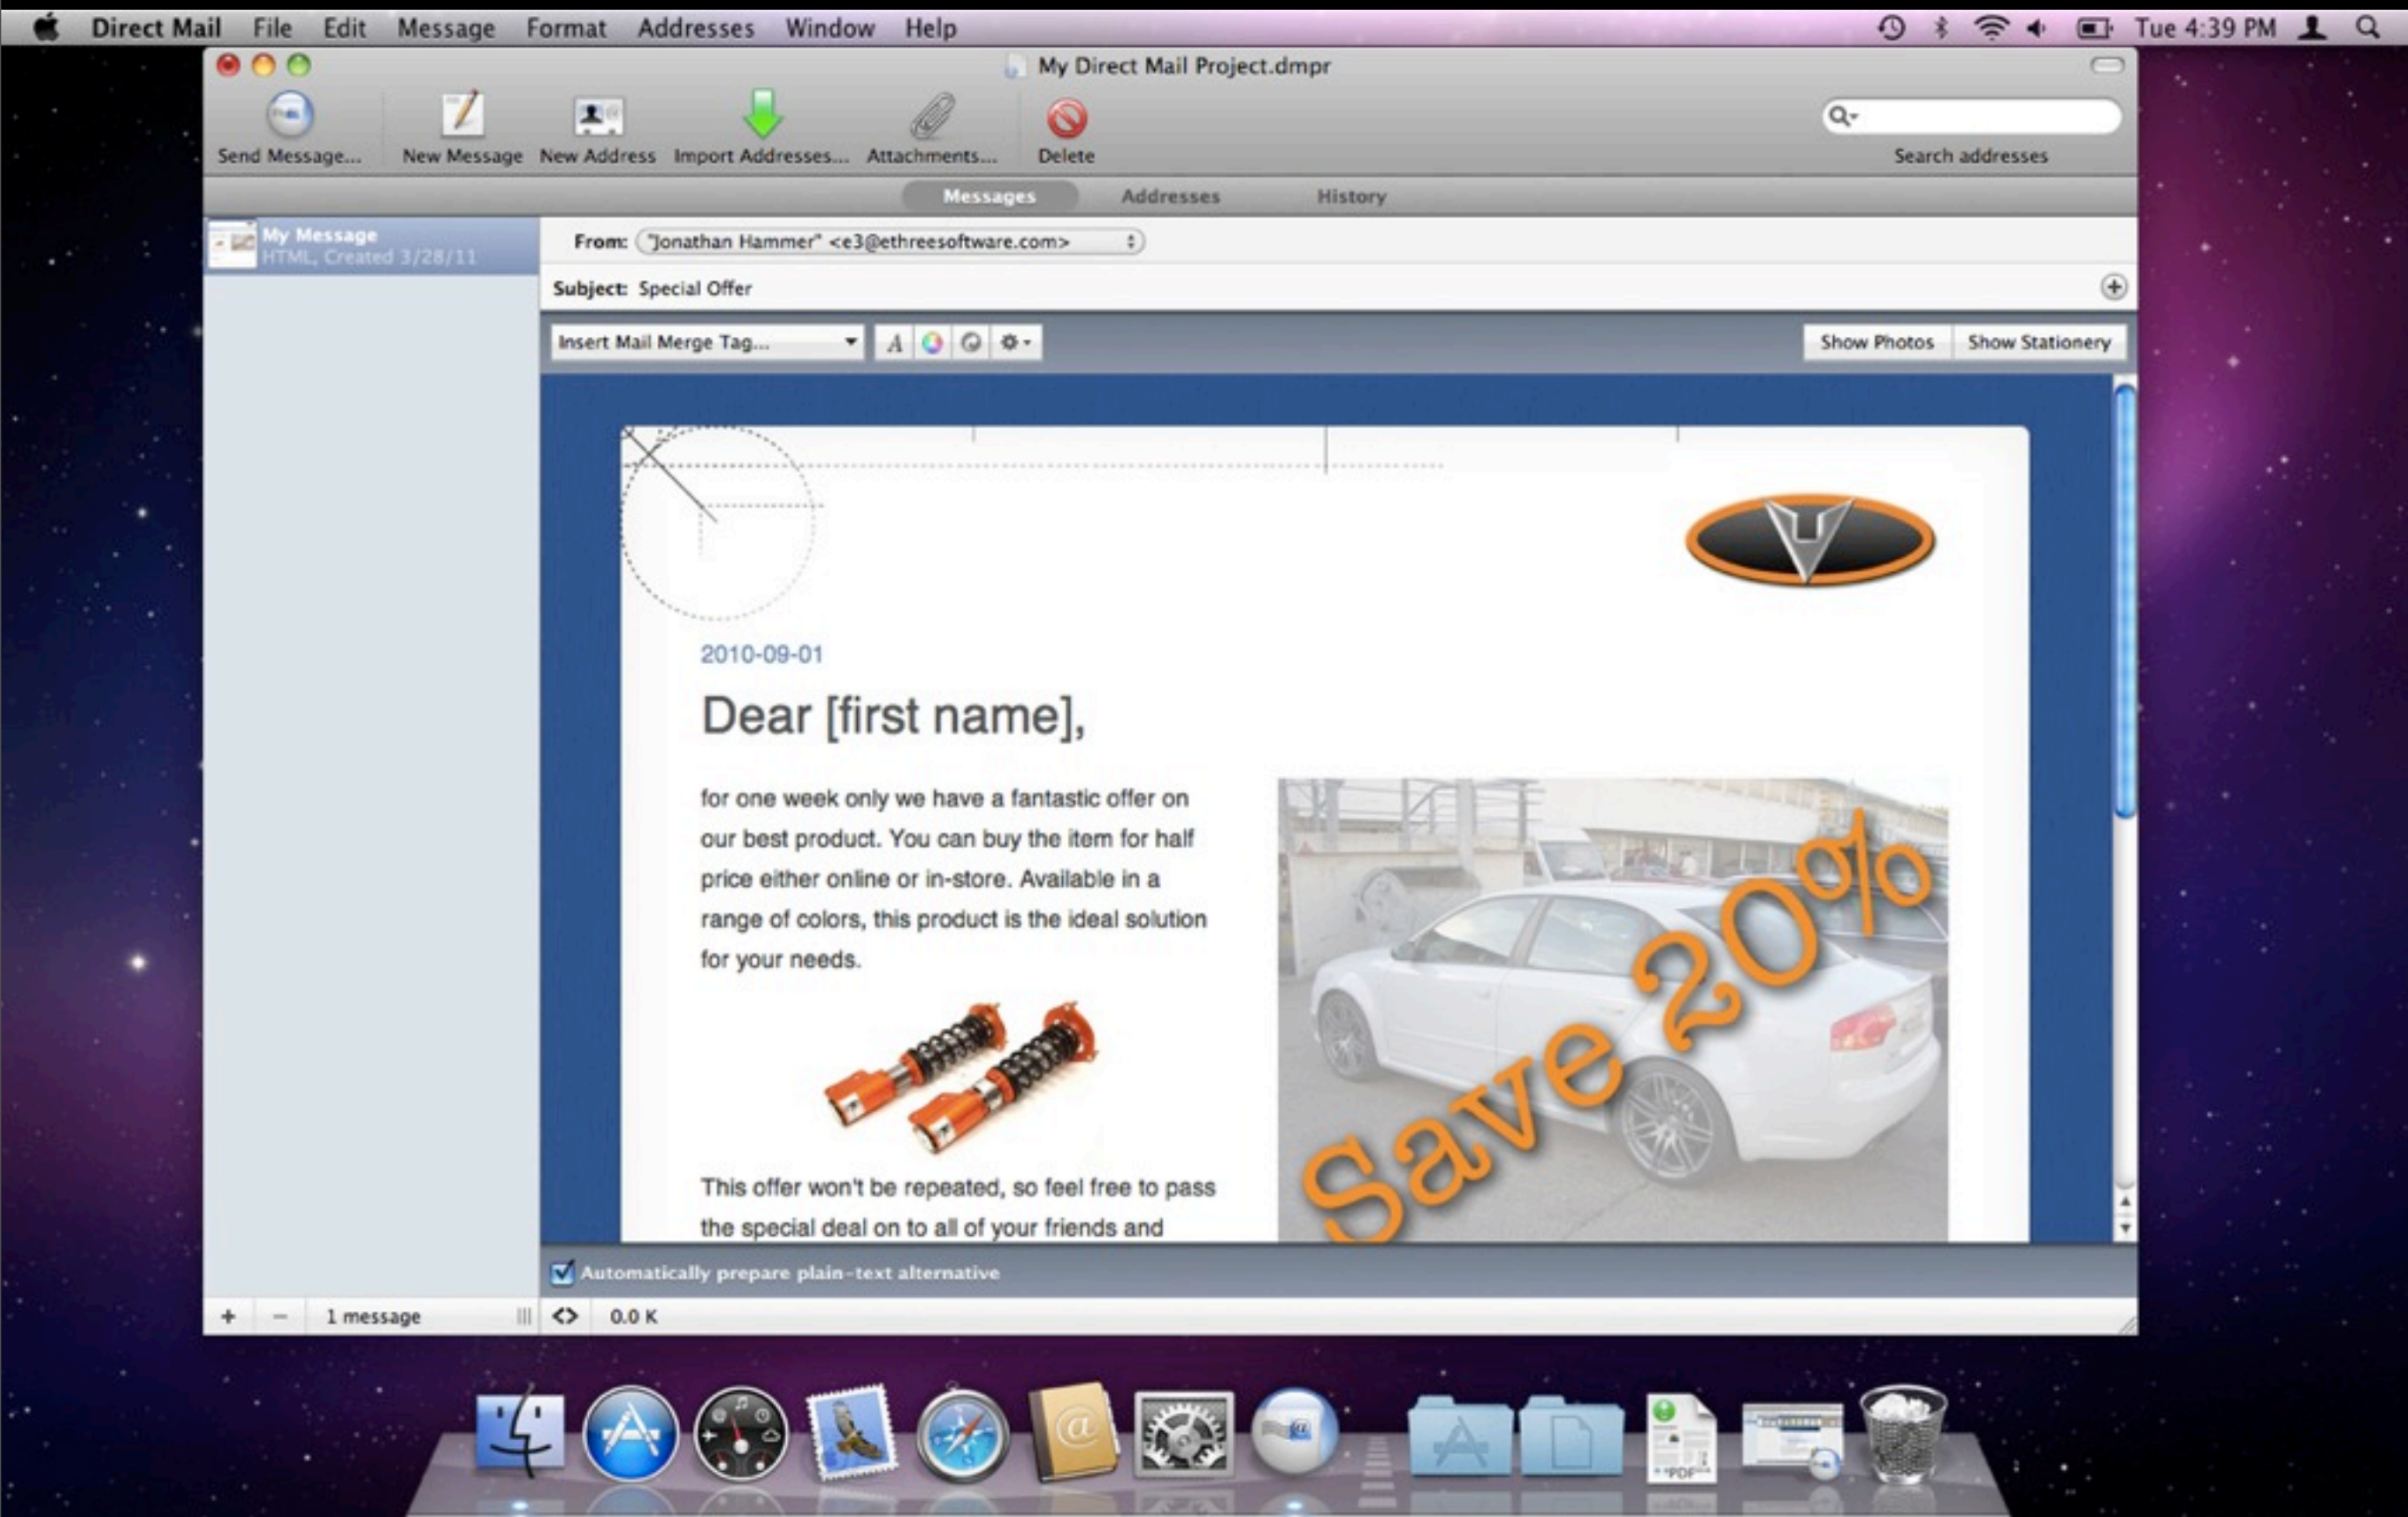 Direct Mail File Edit Message Format Addresses Window Help Tue 4:39 PM
My Direct Mail Project.dmpr
Send Message... New Message New Address Import Addresses... Attachments... Delete Search addresses
Messages Addresses History
My Message
HTML, Created 3/28/11
From: "Jonathan Hammer" <e3@ethreesoftware.com>
Subject: Special Offer
Insert Mail Merge Tag... A Show Photos Show Stationery
2010-09-01
Dear [first name],
for one week only we have a fantastic offer on
our best product. You can buy the item for half
price either online or in-store. Available in a
range of colors, this product is the ideal solution
for your needs.
Save 20%
This offer won't be repeated, so feel free to pass
the special deal on to all of your friends and
Automatically prepare plain-text alternative
+ − 1 message <> 0.0 K
@
@
PDF